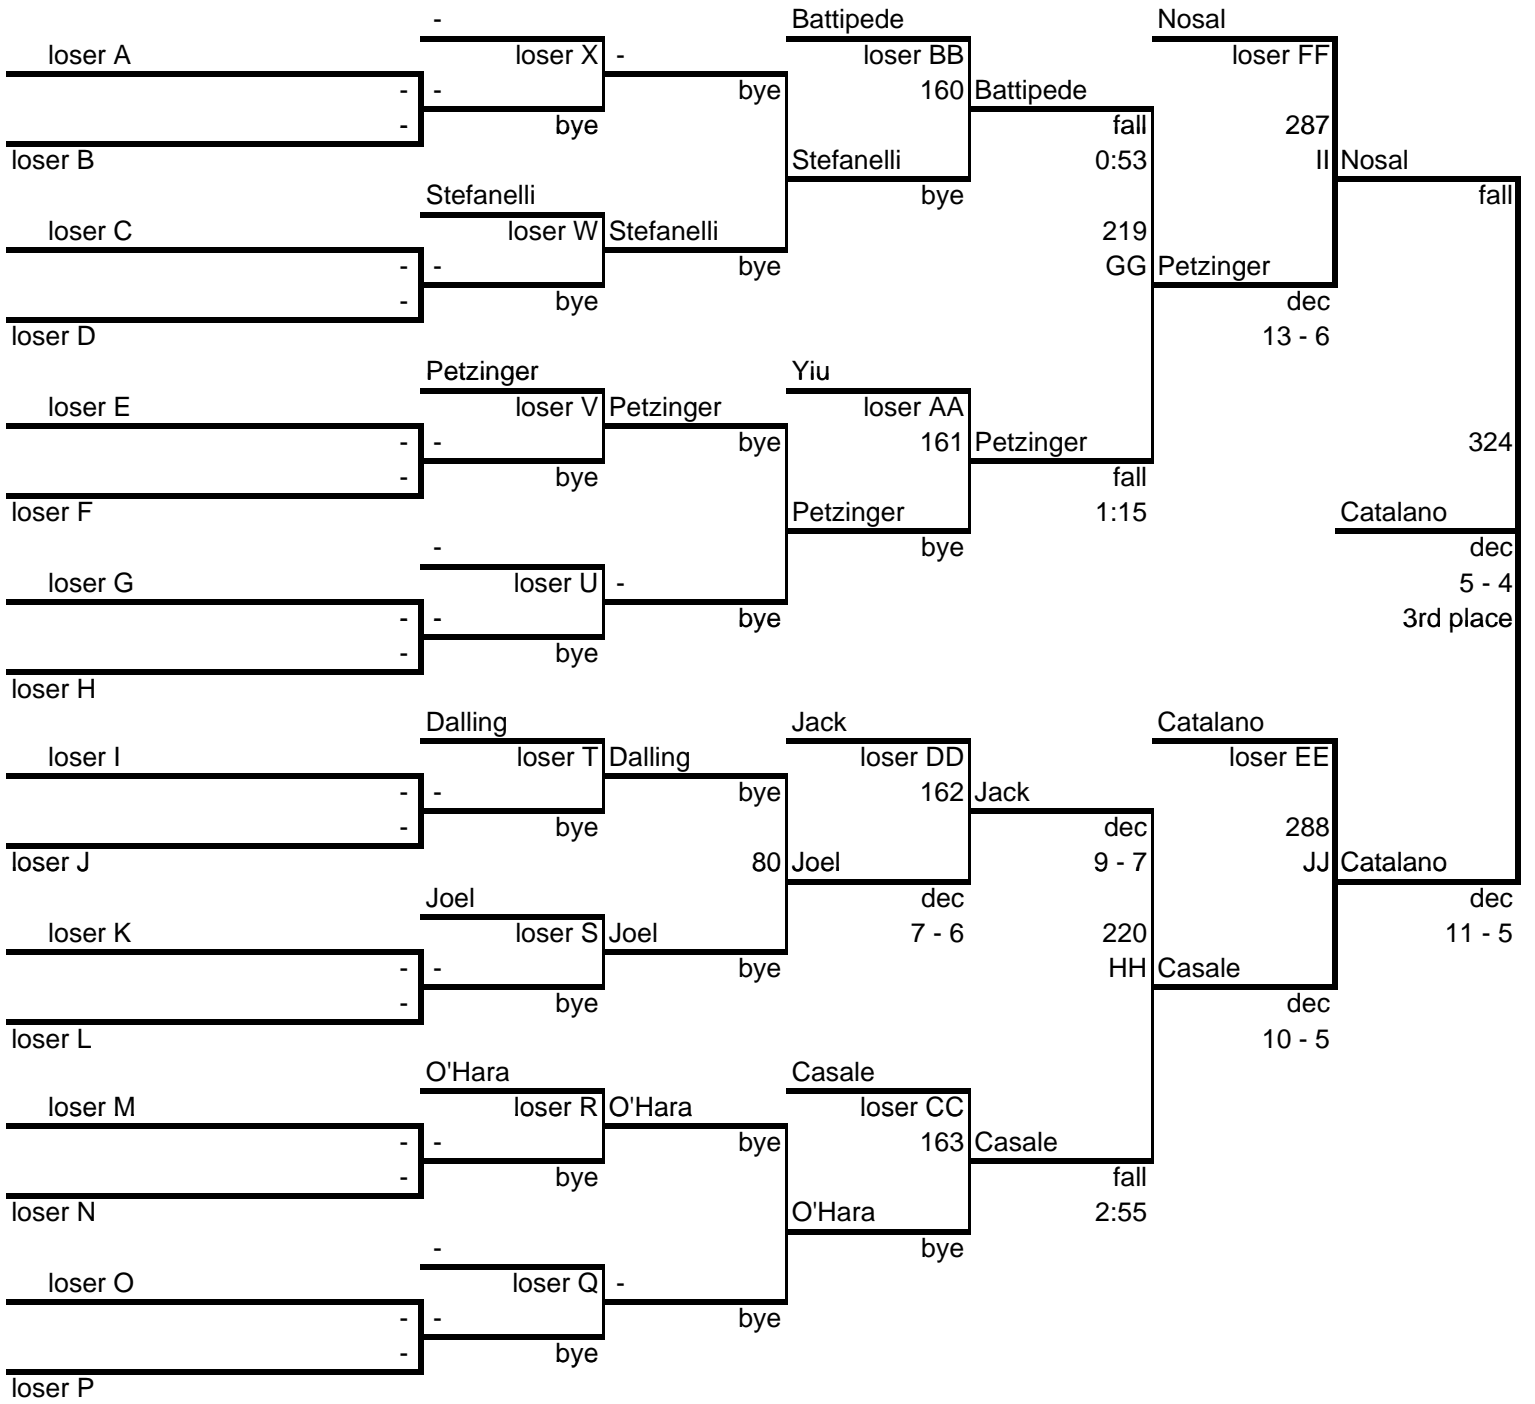 - Battipede Nosal
loser A loser X - loser BB loser FF
- - bye 160 Battipede
- bye fall 287
loser B Stefanelli 0:53 II Nosal
Stefanelli bye fall
loser C loser W Stefanelli 219
- - bye GG Petzinger
- bye dec
loser D 13 - 6
Petzinger Yiu
loser E loser V Petzinger loser AA
- - bye 161 Petzinger 324
- bye fall
loser F Petzinger 1:15 Catalano
- bye dec
loser G loser U - 5 - 4
- - bye 3rd place
- bye
loser H
Dalling Jack Catalano
loser I loser T Dalling loser DD loser EE
- - bye 162 Jack
- bye dec 288
loser J 80 Joel 9 - 7 JJ Catalano
Joel dec dec
loser K loser S Joel 7 - 6 220 11 - 5
- - bye HH Casale
- bye dec
loser L 10 - 5
O'Hara Casale
loser M loser R O'Hara loser CC
- - bye 163 Casale
- bye fall
loser N O'Hara 2:55
- bye
loser O loser Q -
- - bye
- bye
loser P